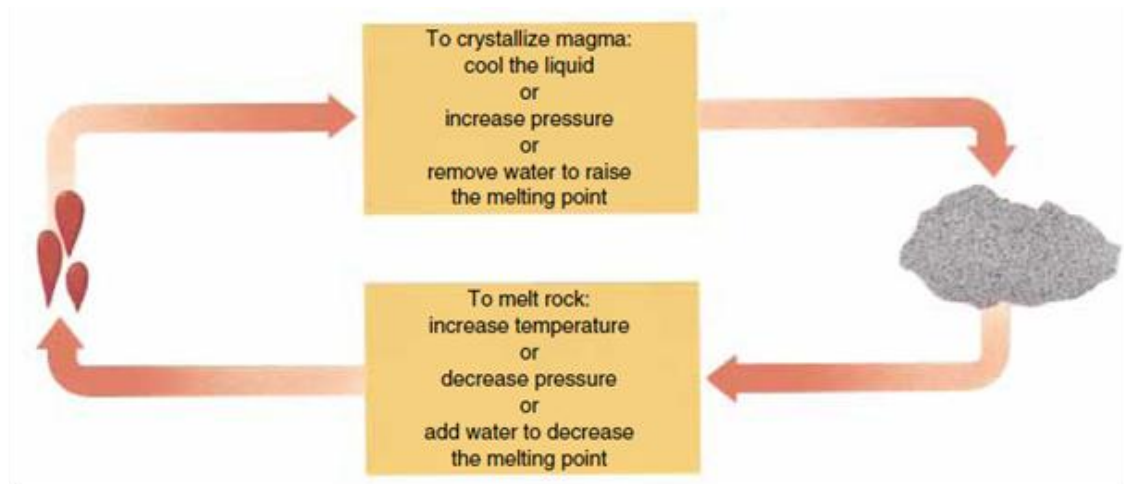 To crystallize magma:
cool the liquid
or
increase pressure
or
remove water to raise
the melting point
To melt rock:
increase temperature
or
decrease pressure
or
add water to decrease
the melting point